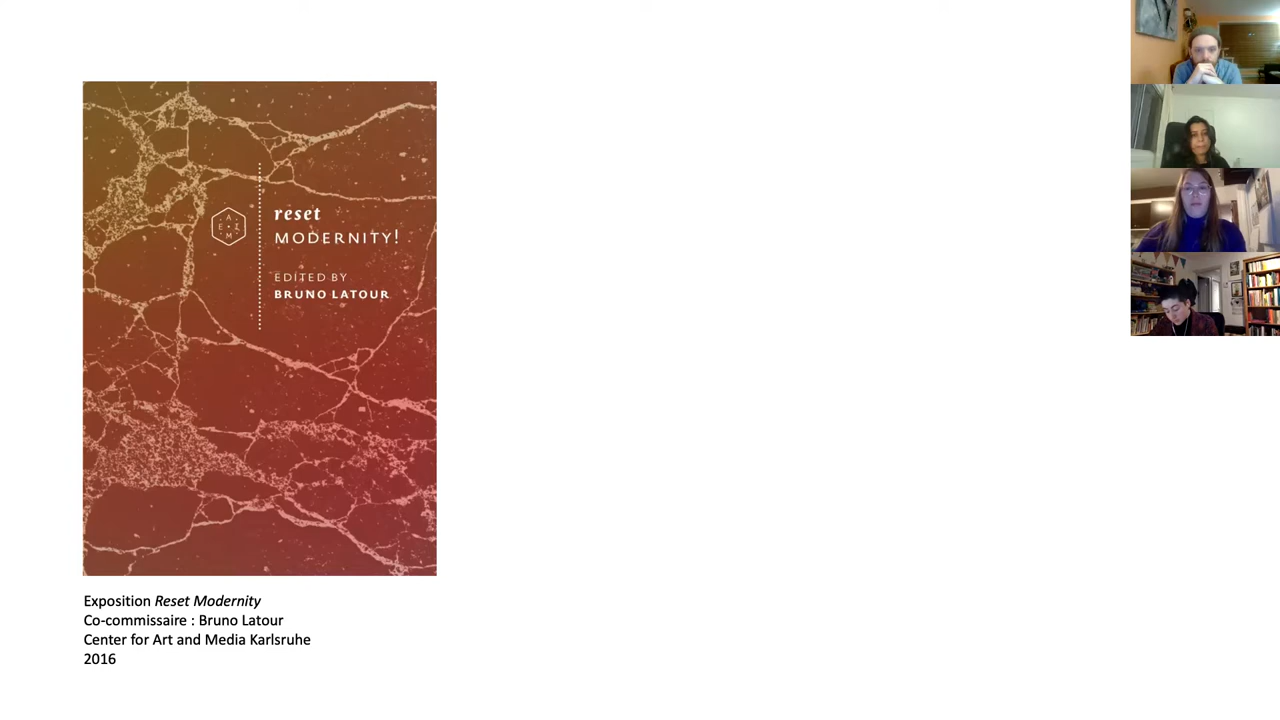 A
E I
M
reset
MODERNITY!
EDITED BY
BRUNO LATOUR
Exposition Reset Modernity
Co-commissaire : Bruno Latour
Center for Art and Media Karlsruhe
2016